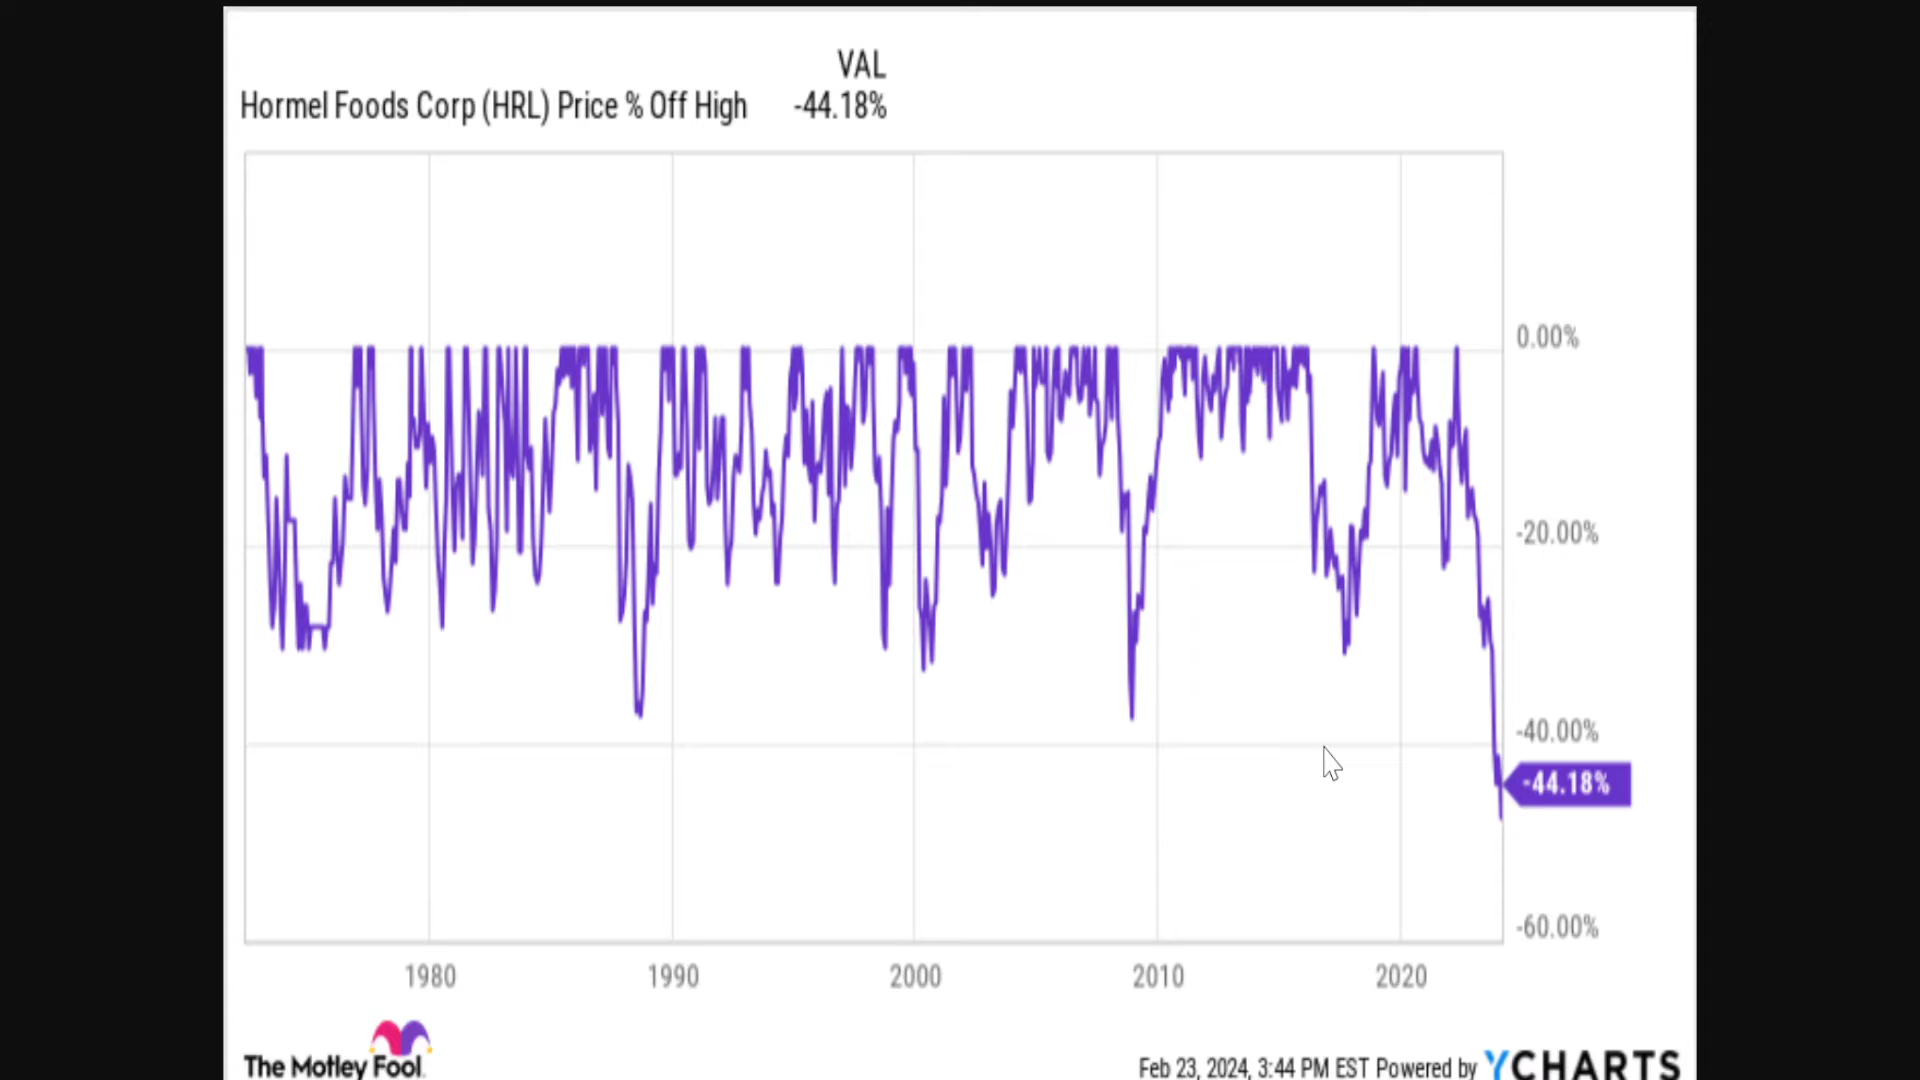 VAL
Hormel Foods Corp (HRL) Price % Off High -44.18%
0.00%
-20.00%
-40.00%
-44.18%
-60.00%
1980 1990 2000 2010 2020
The Motley Fool.
Feb 23, 2024, 3:44 PM EST Powered by YCHARTS